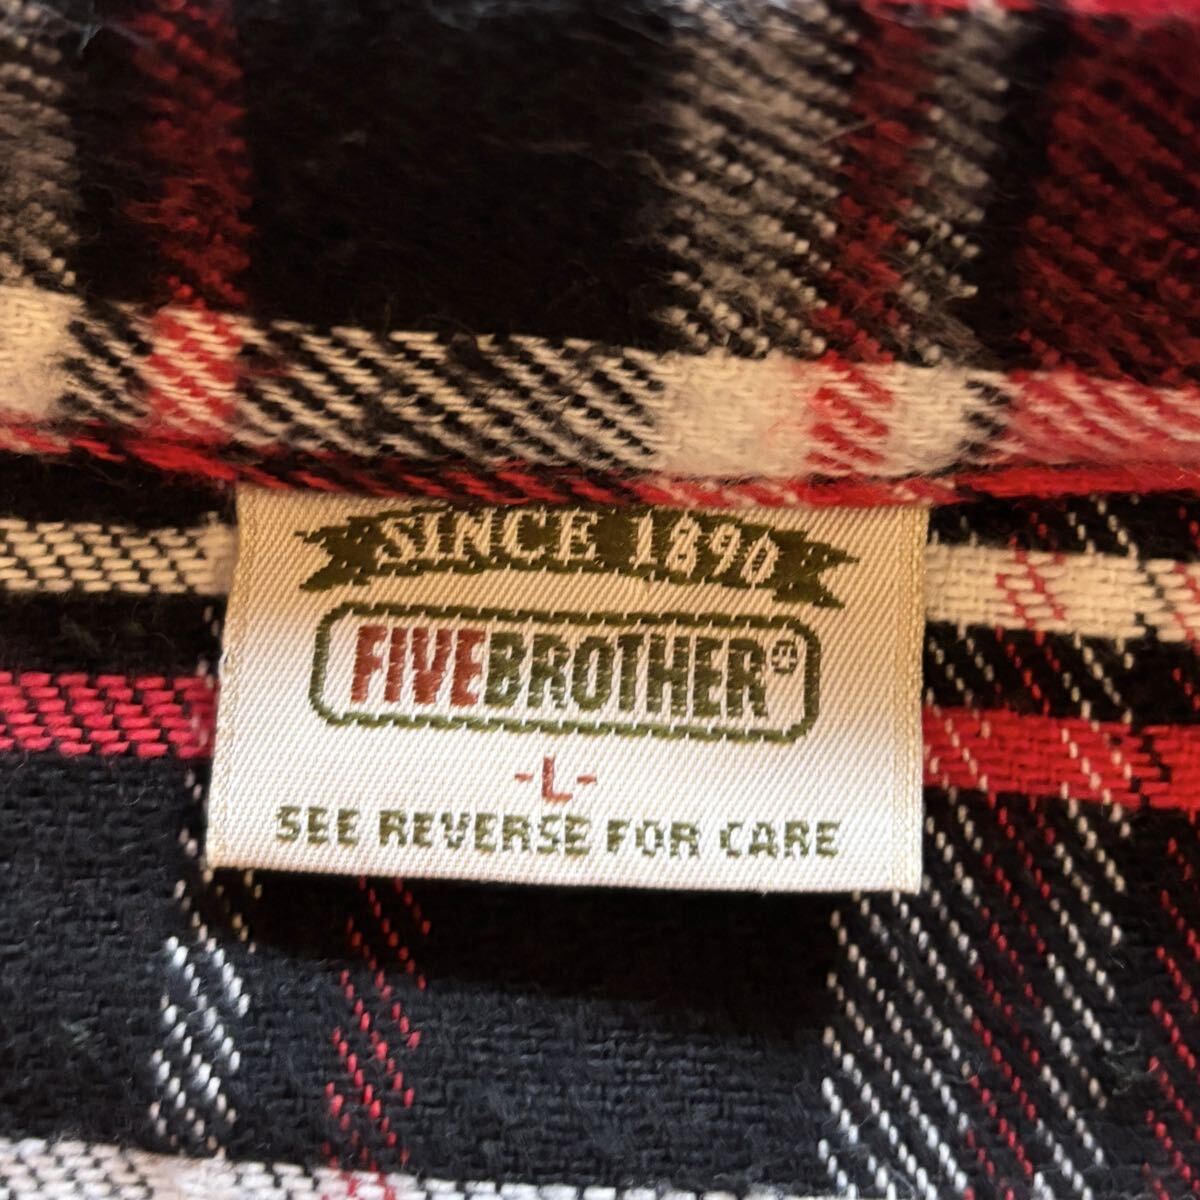 SINCE 1890
FIVEBROTHER®
-L-
SEE REVERSE FOR CARE